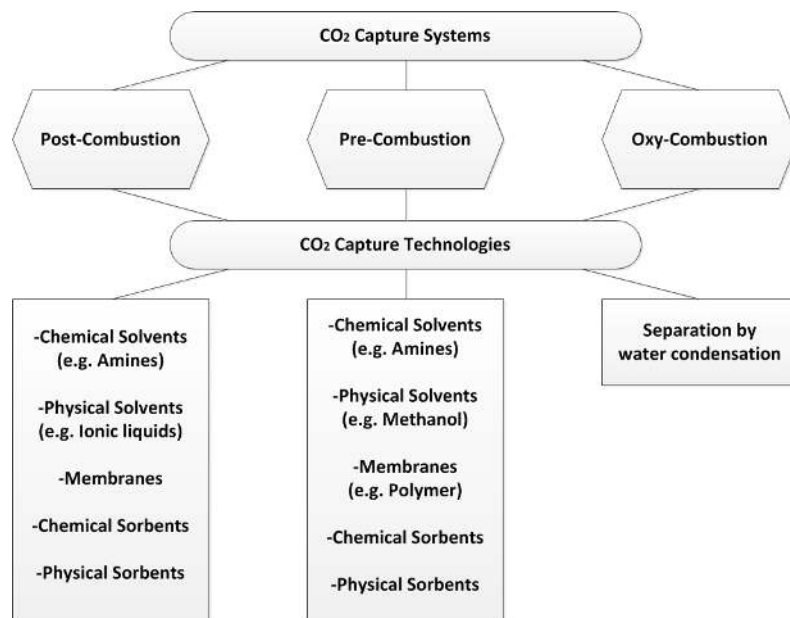 CO₂ Capture Systems
Post-Combustion
Pre-Combustion
Oxy-Combustion
CO₂ Capture Technologies
-Chemical Solvents
(e.g. Amines)
-Physical Solvents
(e.g. Ionic liquids)
-Membranes
-Chemical Sorbents
-Physical Sorbents
-Chemical Solvents
(e.g. Amines)
-Physical Solvents
(e.g. Methanol)
-Membranes
(e.g. Polymer)
-Chemical Sorbents
-Physical Sorbents
Separation by
water condensation